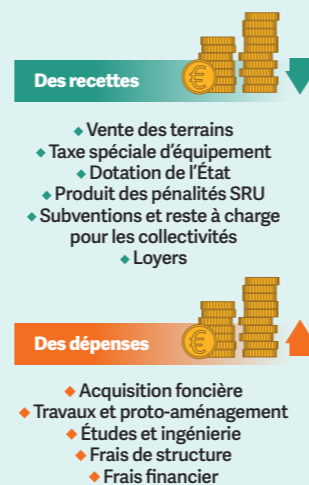 Des recettes
◆ Vente des terrains
◆ Taxe spéciale d'équipement
◆ Dotation de l'État
◆ Produit des pénalités SRU
◆ Subventions et reste à charge
pour les collectivités
◆ Loyers
Des dépenses
◆ Acquisition foncière
◆ Travaux et proto-aménagement
◆ Études et ingénierie
◆ Frais de structure
◆ Frais financier